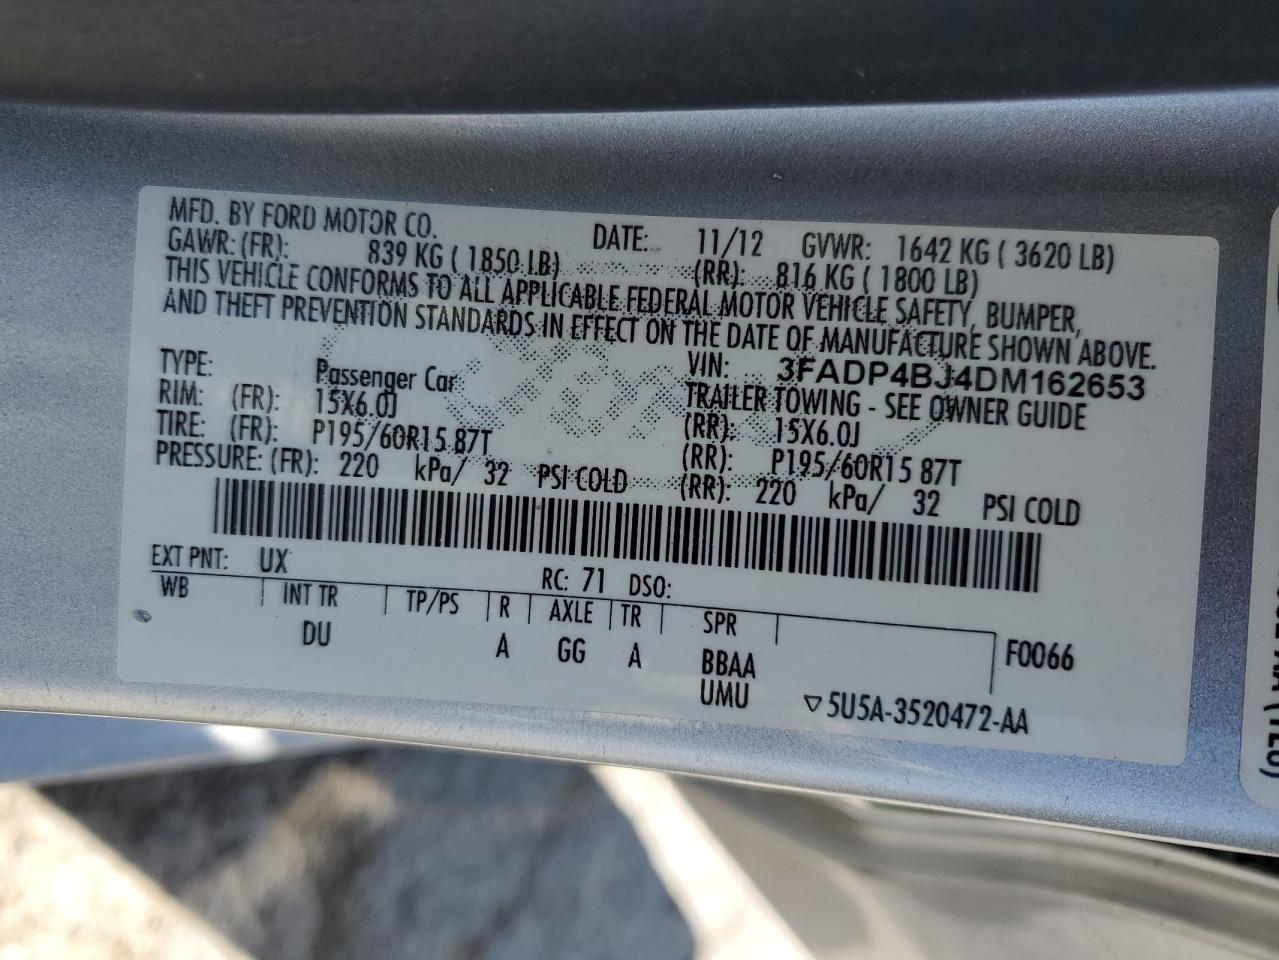 MFD. BY FORD MOTOR CO. DATE: 11/12 GVWR: 1642 KG ( 3620 LB)
GAWR: (FR): 839 KG ( 1850 LB) (RR): 816 KG ( 1800 LB)
THIS VEHICLE CONFORMS TO ALL APPLICABLE FEDERAL MOTOR VEHICLE SAFETY, BUMPER,
AND THEFT PREVENTION STANDARDS IN EFFECT ON THE DATE OF MANUFACTURE SHOWN ABOVE.
VIN: 3FADP4BJ4DM162653
TYPE: Passenger Car TRAILER TOWING - SEE OWNER GUIDE
RIM: (FR): 15X6.0J (RR): 15X6.0J
TIRE: (FR): P195/60R15 87T (RR): P195/60R15 87T
PRESSURE: (FR): 220 kPa/ 32 PSI COLD (RR): 220 kPa/ 32 PSI COLD
EXT PNT: UX RC: 71 DSO:
WB INT TR TP/PS R AXLE TR SPR
DU A GG A BBAA F0066
UMU ▽5U5A-3520472-AA